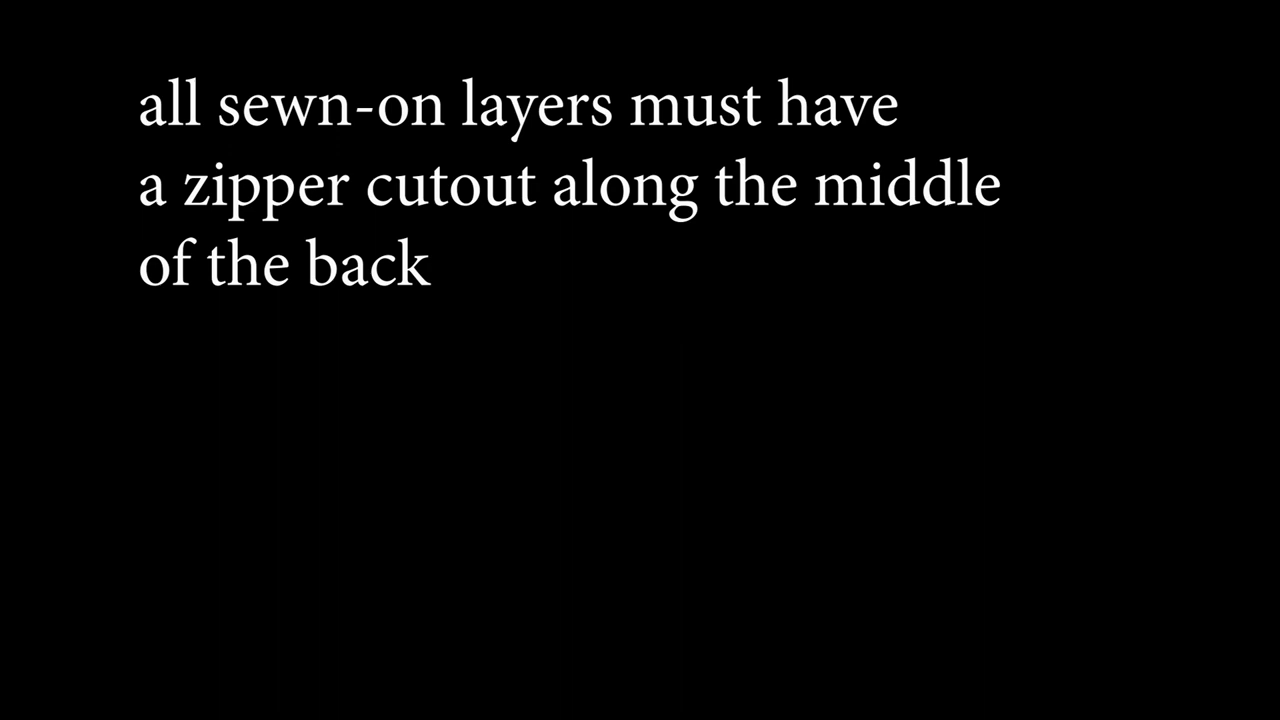 all sewn-on layers must have
a zipper cutout along the middle
of the back